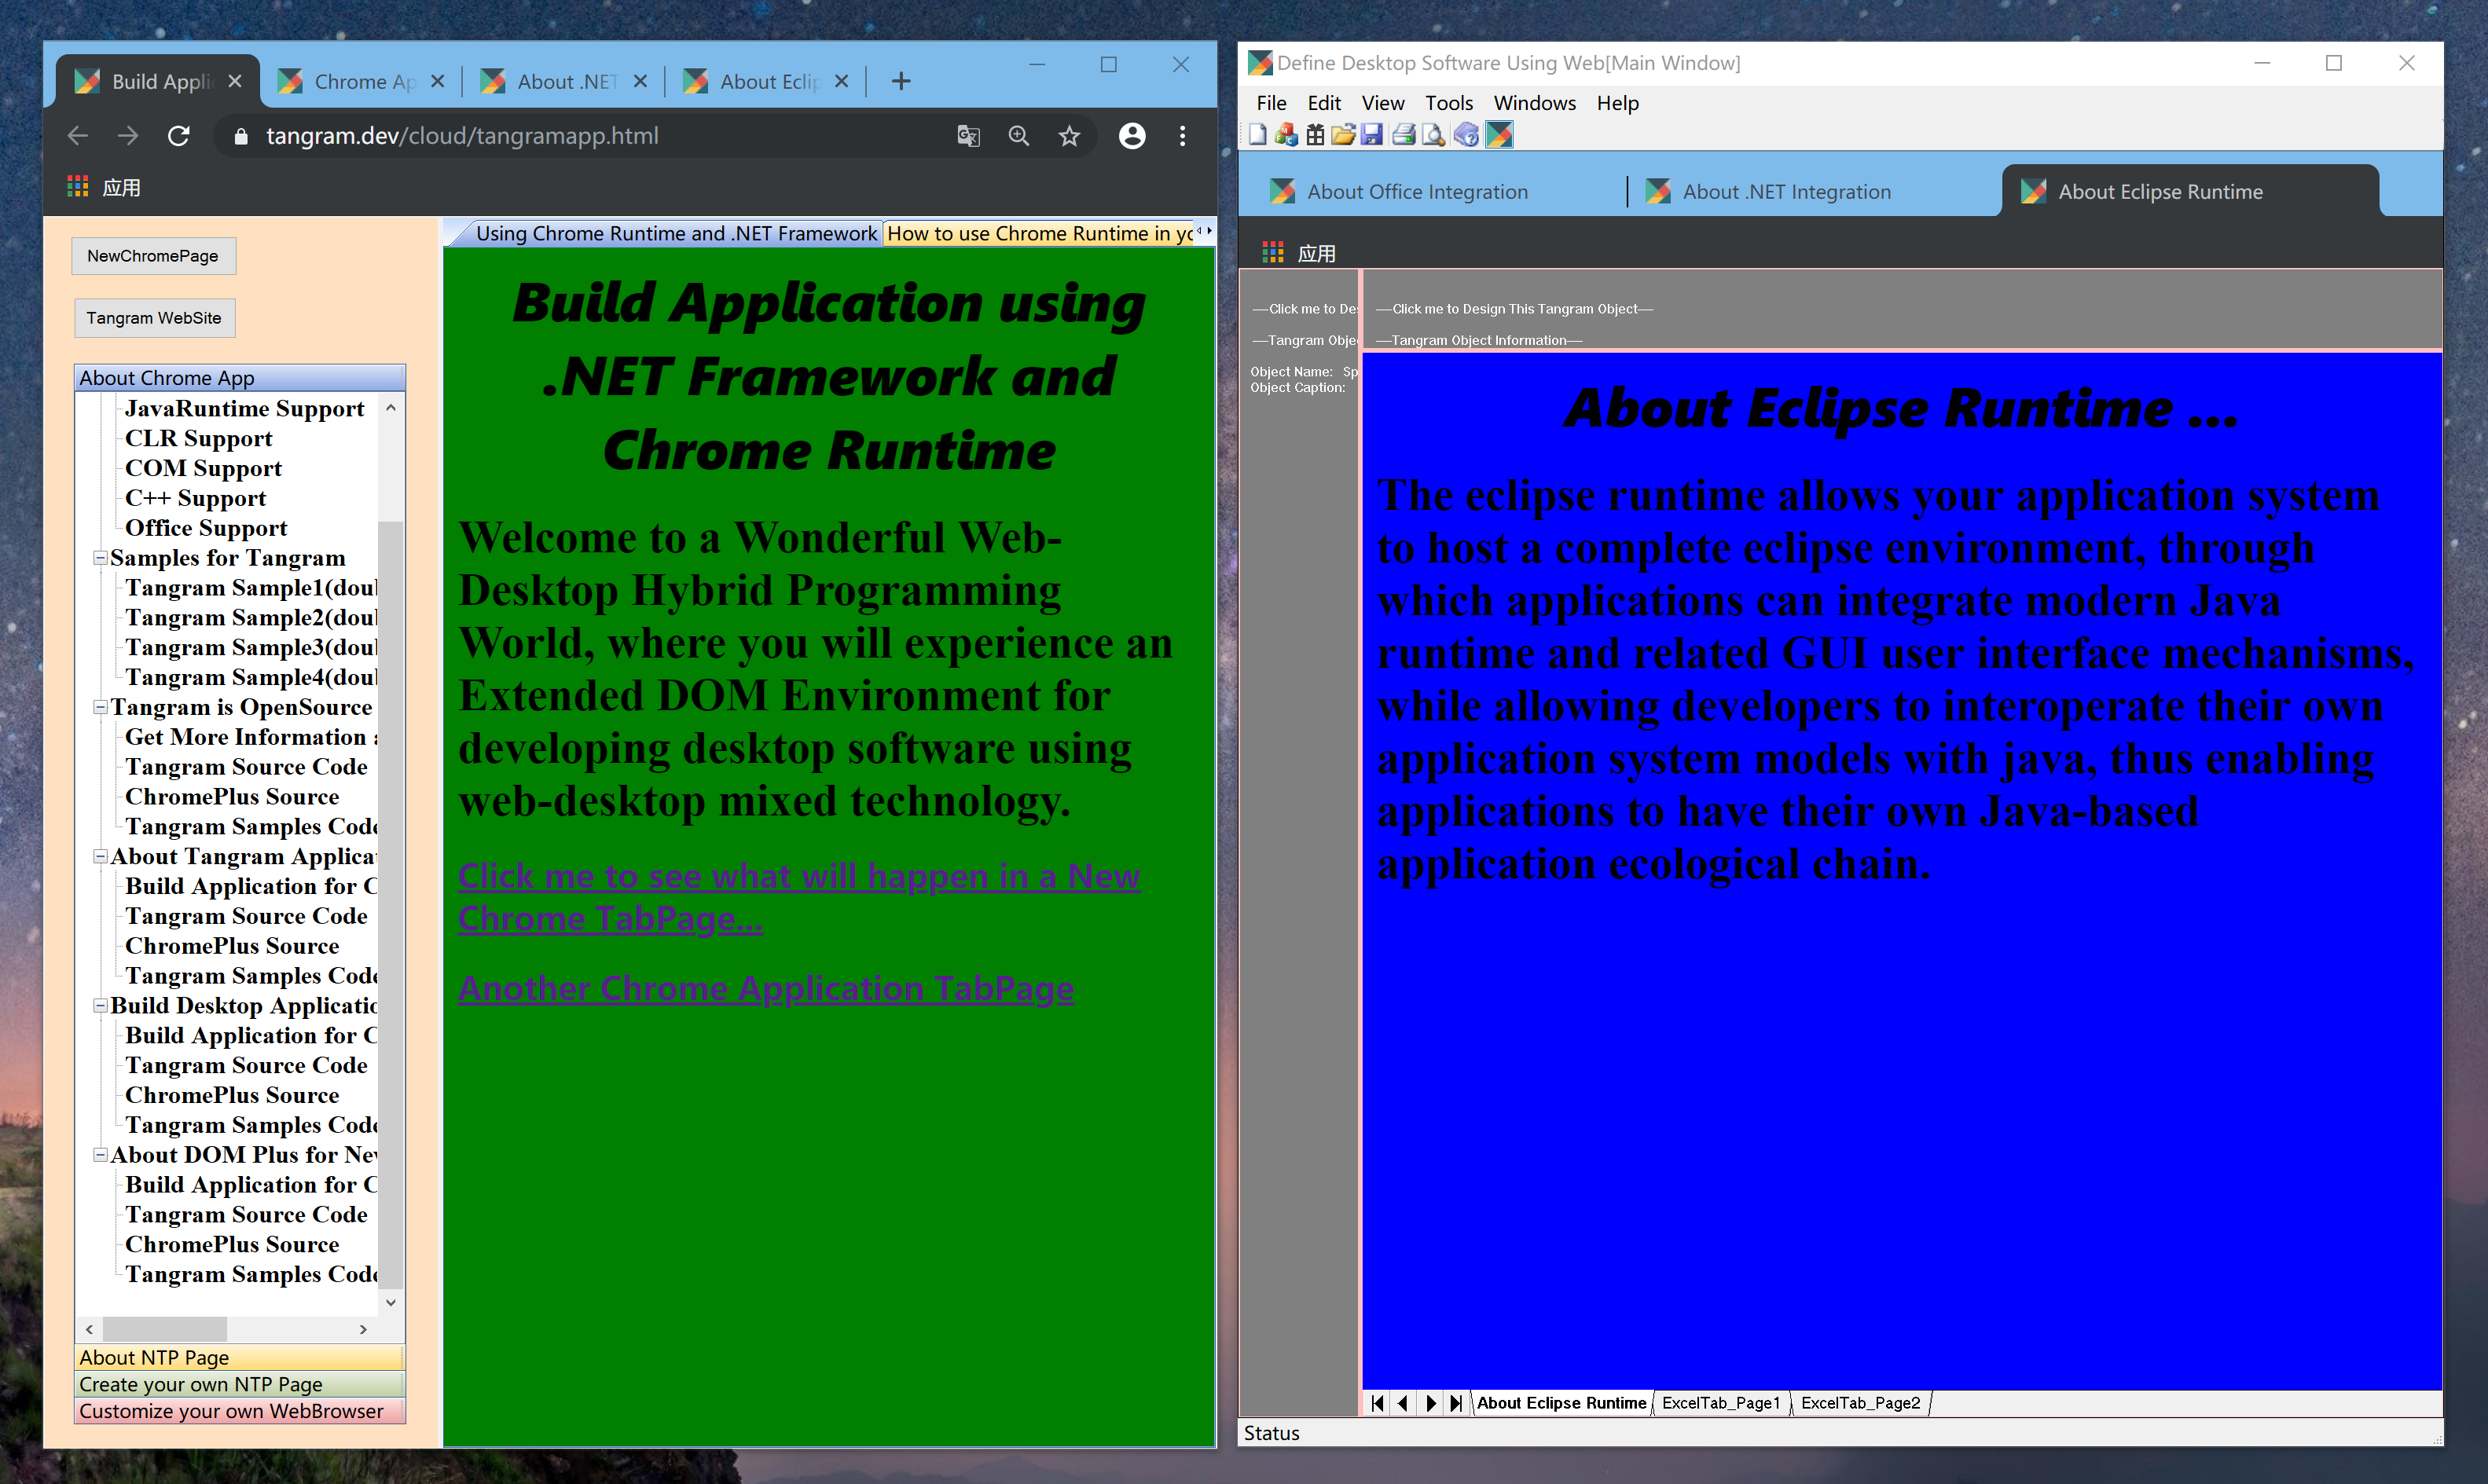 Build Appli
Chrome Ap
About .NET
About Eclip
tangram.dev/cloud/tangramapp.html
应用
NewChromePage
Tangram WebSite
About Chrome App
JavaRuntime Support
CLR Support
COM Support
C++ Support
Office Support
Samples for Tangram
Tangram Sample1(doul
Tangram Sample2(doul
Tangram Sample3(doul
Tangram Sample4(doul
Tangram is OpenSource
Get More Information
Tangram Source Code
ChromePlus Source
Tangram Samples Code
About Tangram Applica
Build Application for C
Tangram Source Code
ChromePlus Source
Tangram Samples Code
Build Desktop Applicatio
Build Application for C
Tangram Source Code
ChromePlus Source
Tangram Samples Code
About DOM Plus for Nev
Build Application for C
Tangram Source Code
ChromePlus Source
Tangram Samples Code
About NTP Page
Create your own NTP Page
Customize your own WebBrowser
Using Chrome Runtime and .NET Framework
How to use Chrome Runtime in yo
Build Application using
.NET Framework and
Chrome Runtime
Welcome to a Wonderful Web-
Desktop Hybrid Programming
World, where you will experience an
Extended DOM Environment for
developing desktop software using
web-desktop mixed technology.
Click me to see what will happen in a New
Chrome TabPage...
Another Chrome Application TabPage
Define Desktop Software Using Web[Main Window]
File Edit View Tools Windows Help
About Office Integration
About .NET Integration
About Eclipse Runtime
应用
—Click me to De
—Tangram Obje
Object Name: Sp
Object Caption:
—Click me to Design This Tangram Object—
—Tangram Object Information—
About Eclipse Runtime ...
The eclipse runtime allows your application system
to host a complete eclipse environment, through
which applications can integrate modern Java
runtime and related GUI user interface mechanisms,
while allowing developers to interoperate their own
application system models with java, thus enabling
applications to have their own Java-based
application ecological chain.
About Eclipse Runtime
ExcelTab_Page1
ExcelTab_Page2
Status